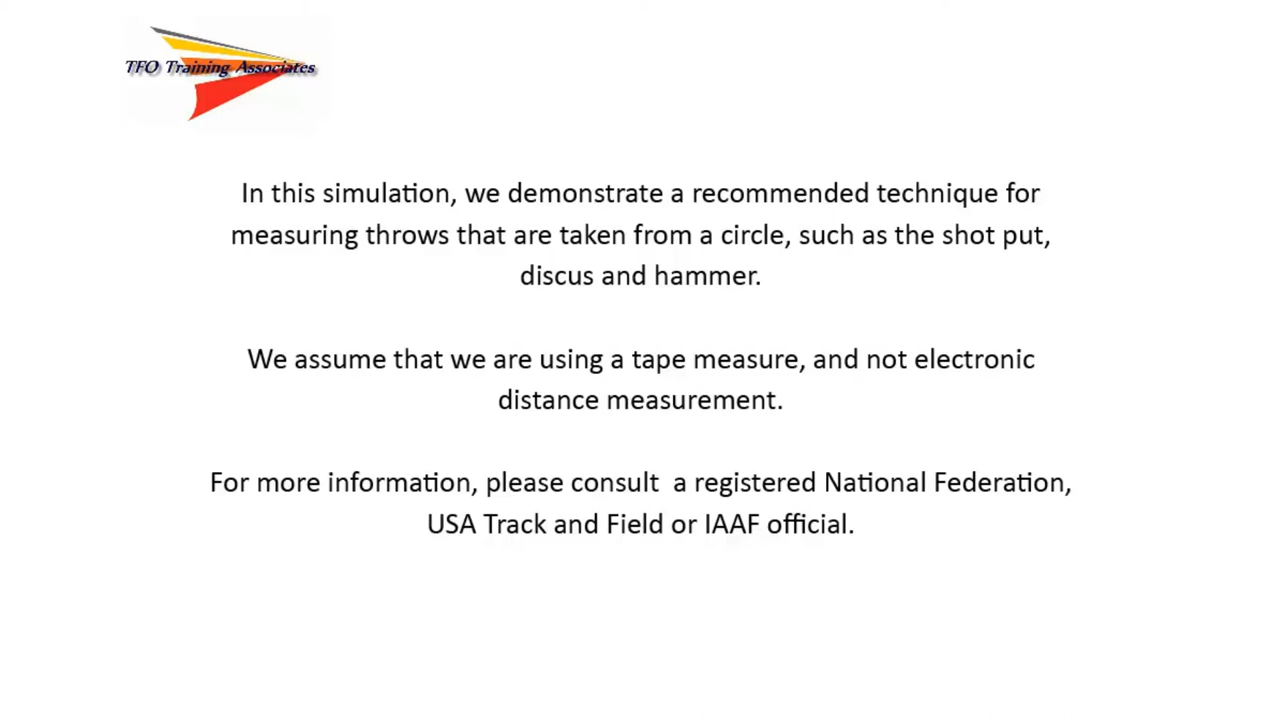 TFO Training Associates
In this simulation, we demonstrate a recommended technique for
measuring throws that are taken from a circle, such as the shot put,
discus and hammer.
We assume that we are using a tape measure, and not electronic
distance measurement.
For more information, please consult  a registered National Federation,
USA Track and Field or IAAF official.